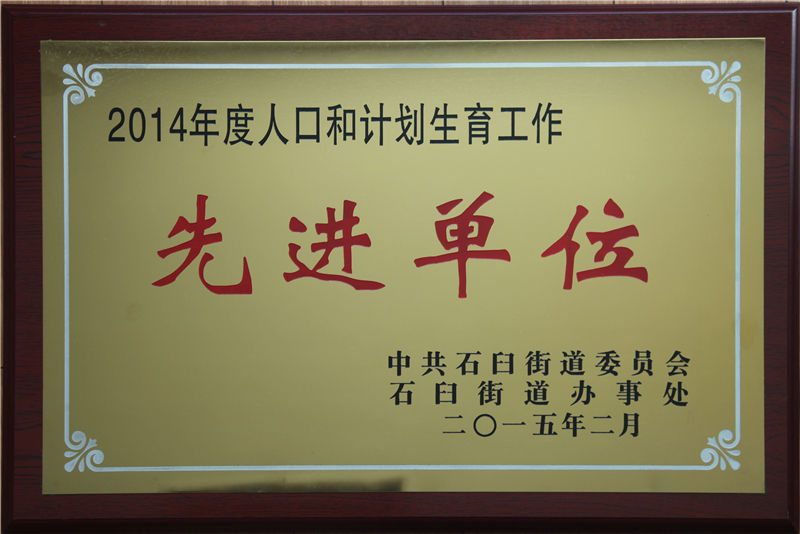 2014年度人口和计划生育工作
先进单位
中共石臼街道委员会
石臼街道办事处
二〇一五年二月